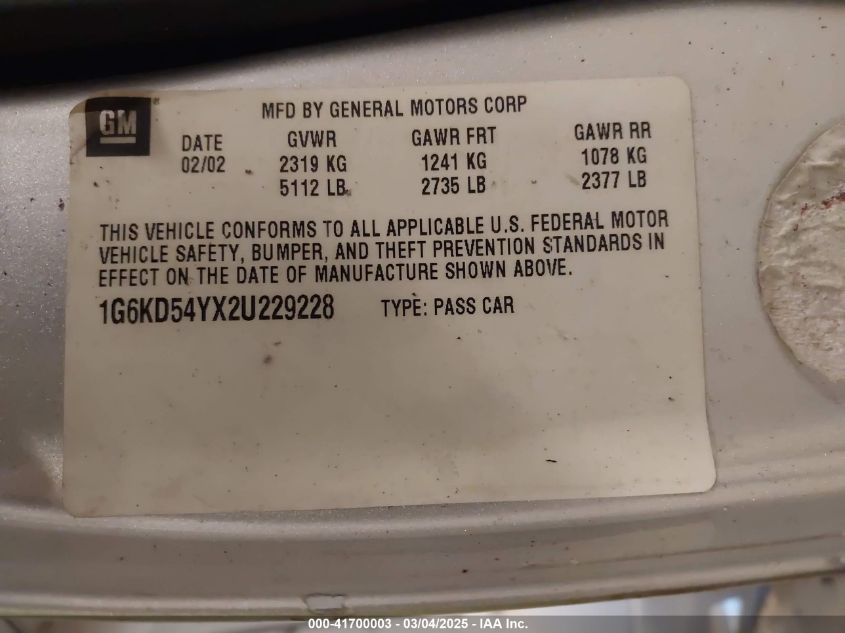 GM
MFD BY GENERAL MOTORS CORP
DATE GVWR GAWR FRT GAWR RR
02/02 2319 KG 1241 KG 1078 KG
5112 LB 2735 LB 2377 LB
THIS VEHICLE CONFORMS TO ALL APPLICABLE U.S. FEDERAL MOTOR
VEHICLE SAFETY, BUMPER, AND THEFT PREVENTION STANDARDS IN
EFFECT ON THE DATE OF MANUFACTURE SHOWN ABOVE.
1G6KD54YX2U229228 TYPE: PASS CAR
000-41700003 - 03/04/2025 - IAA Inc.